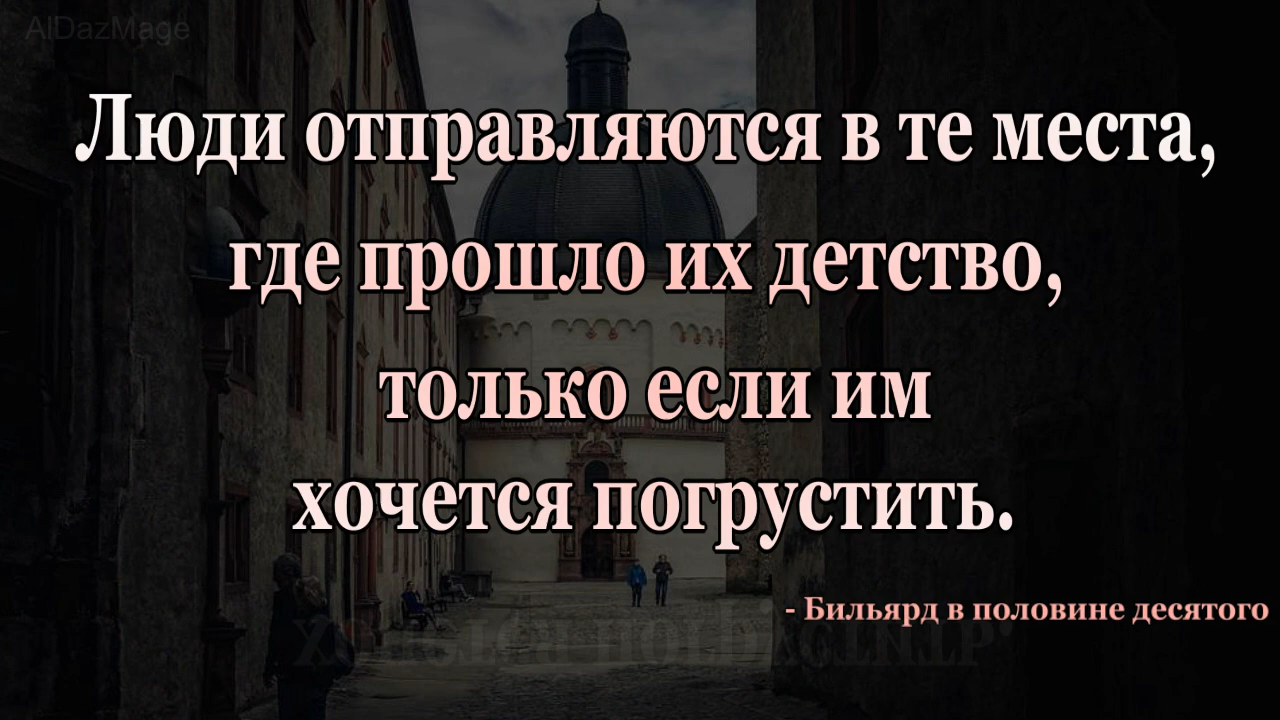 AlDazMage
Люди отправляются в те места,
где прошло их детство,
только если им
хочется погрустить.
- Бильярд в половине десятого